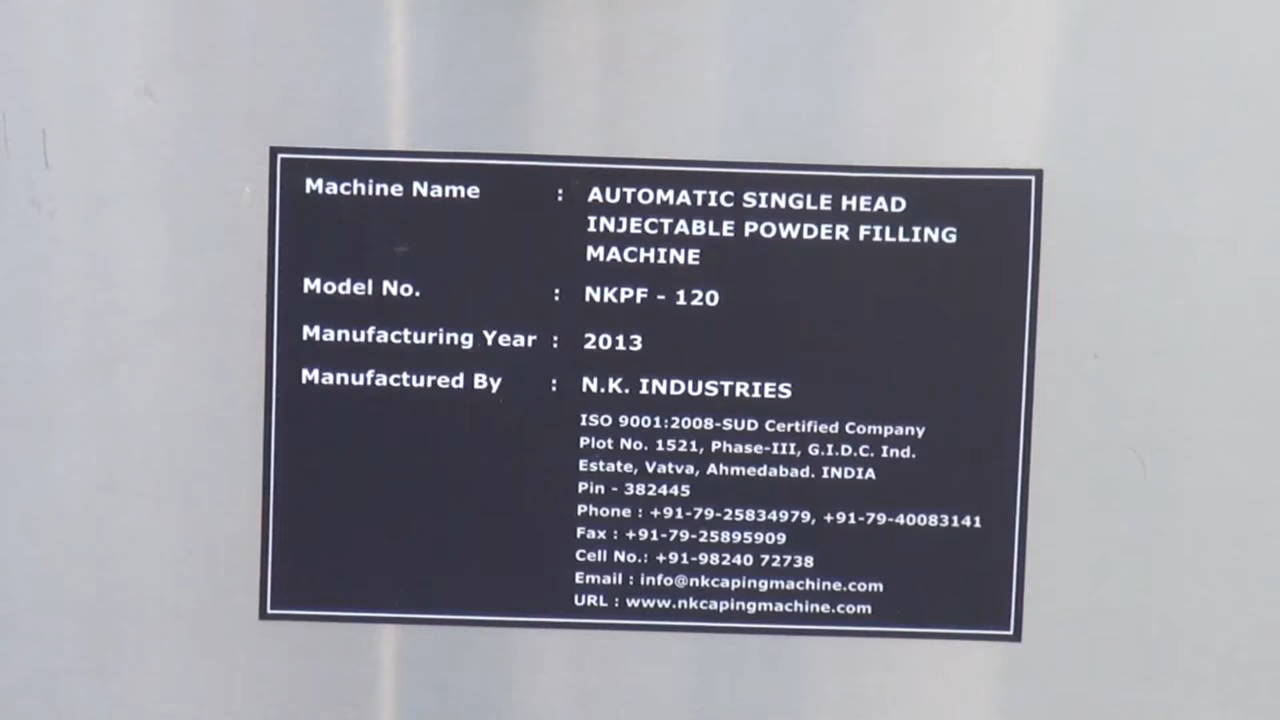 Machine Name : AUTOMATIC SINGLE HEAD
INJECTABLE POWDER FILLING
MACHINE
Model No. : NKPF - 120
Manufacturing Year : 2013
Manufactured By : N.K. INDUSTRIES
ISO 9001:2008-SUD Certified Company
Plot No. 1521, Phase-III, G.I.D.C. Ind.
Estate, Vatva, Ahmedabad. INDIA
Pin - 382445
Phone : +91-79-25834979, +91-79-40083141
Fax : +91-79-25895909
Cell No.: +91-98240 72738
Email : info@nkcapingmachine.com
URL : www.nkcapingmachine.com